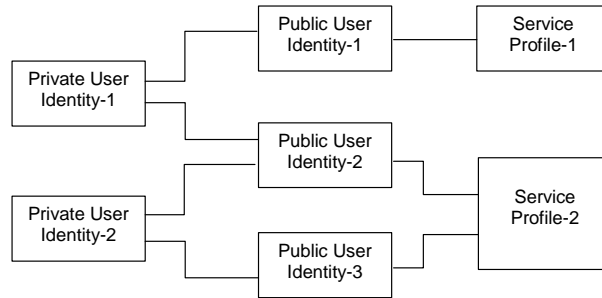 Public User
Identity-1
Service
Profile-1
Private User
Identity-1
Public User
Identity-2
Private User
Identity-2
Service
Profile-2
Public User
Identity-3